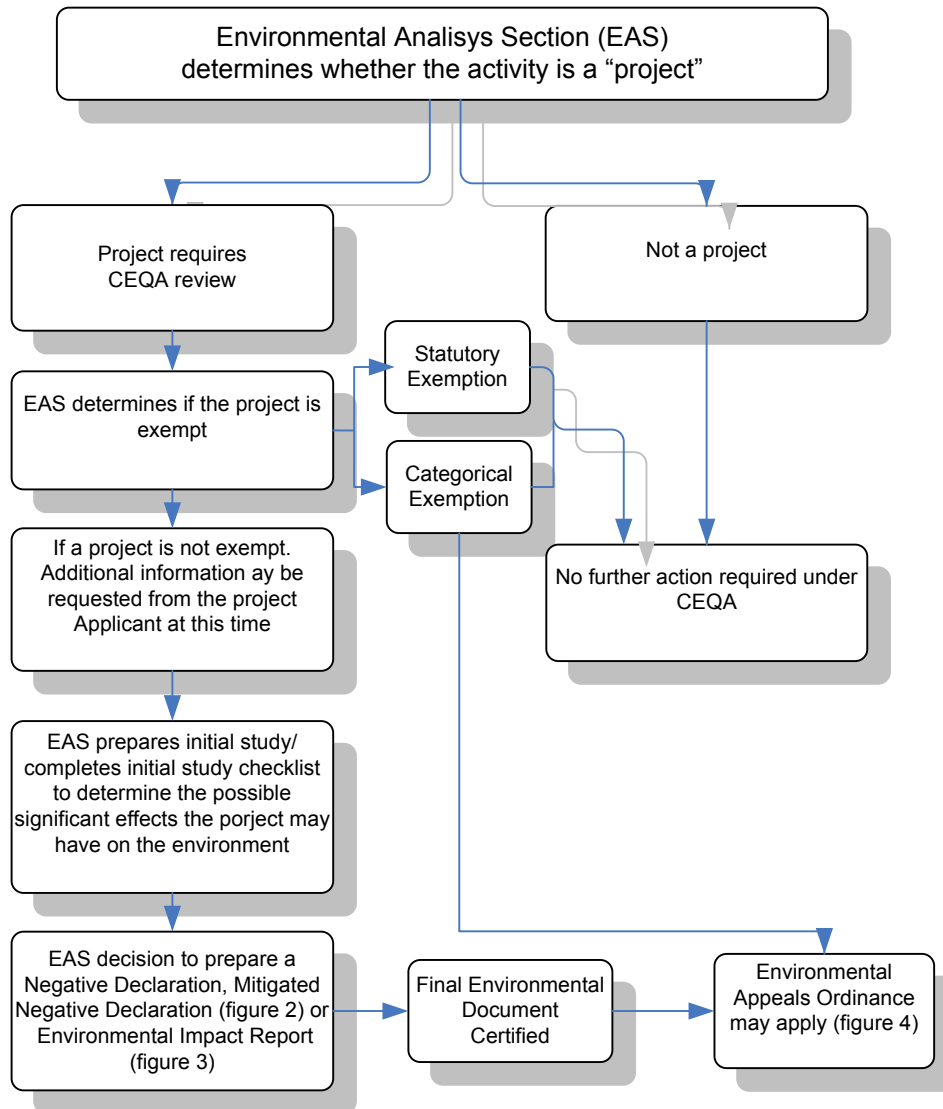 Environmental Analisys Section (EAS)
determines whether the activity is a “project”
Project requires
CEQA review
Not a project
Statutory
Exemption
EAS determines if the project is
exempt
Categorical
Exemption
If a project is not exempt.
Additional information ay be
requested from the project
Applicant at this time
No further action required under
CEQA
EAS prepares initial study/
completes initial study checklist
to determine the possible
significant effects the porject may
have on the environment
EAS decision to prepare a
Negative Declaration, Mitigated
Negative Declaration (figure 2) or
Environmental Impact Report
(figure 3)
Final Environmental
Document
Certified
Environmental
Appeals Ordinance
may apply (figure 4)